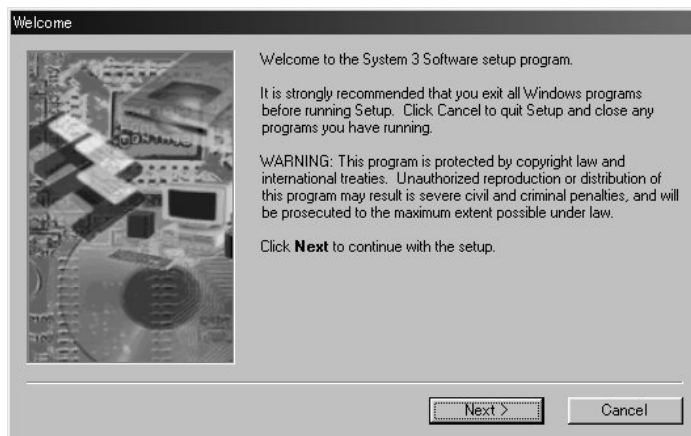 Welcome
Welcome to the System 3 Software setup program.
It is strongly recommended that you exit all Windows programs
before running Setup. Click Cancel to quit Setup and close any
programs you have running.
WARNING: This program is protected by copyright law and
international treaties. Unauthorized reproduction or distribution of
this program may result is severe civil and criminal penalties, and will
be prosecuted to the maximum extent possible under law.
Click Next to continue with the setup.
Next >
Cancel